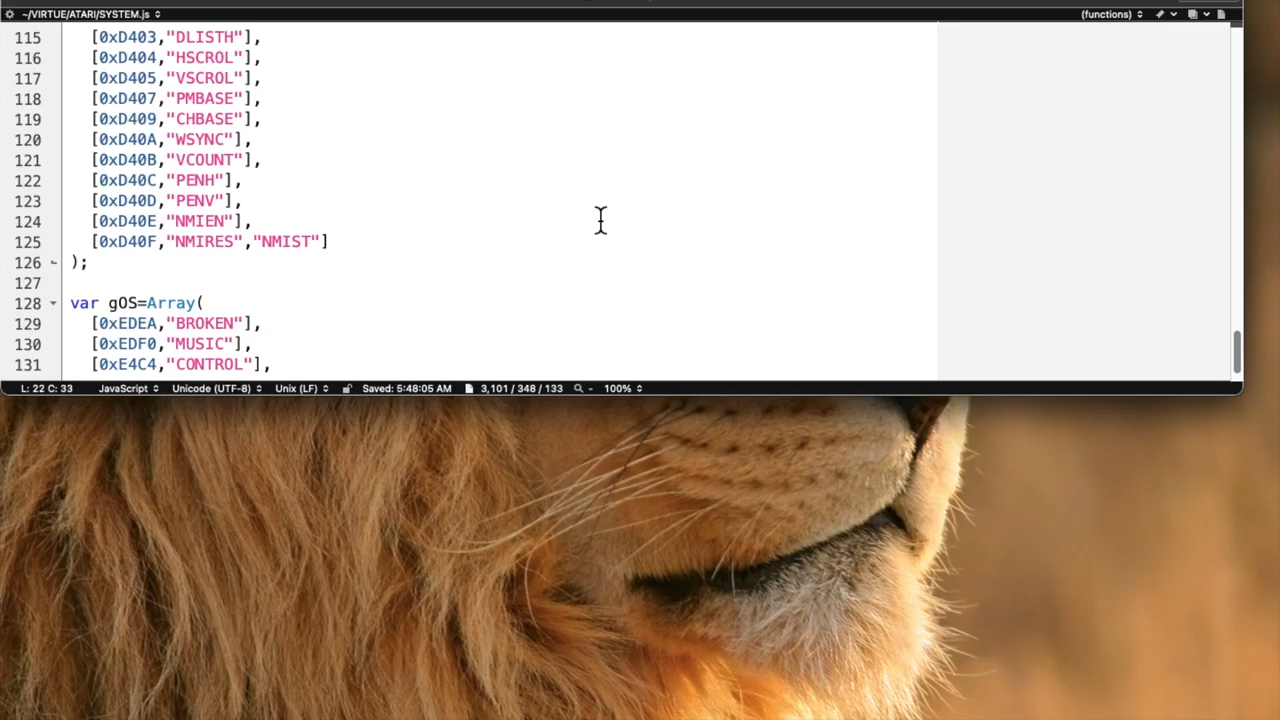 ~/VIRTUE/ATARI/SYSTEM.js (functions)
115 [0xD403,"DLISTH"],
116 [0xD404,"HSCROL"],
117 [0xD405,"VSCROL"],
118 [0xD407,"PMBASE"],
119 [0xD409,"CHBASE"],
120 [0xD40A,"WSYNC"],
121 [0xD40B,"VCOUNT"],
122 [0xD40C,"PENH"],
123 [0xD40D,"PENV"],
124 [0xD40E,"NMIEN"],
125 [0xD40F,"NMIRES","NMIST"]
126 );
127
128 var gOS=Array(
129 [0xEDEA,"BROKEN"],
130 [0xEDF0,"MUSIC"],
131 [0xE4C4,"CONTROL"],
L: 22 C: 33 JavaScript Unicode (UTF-8) Unix (LF) Saved: 5:48:05 AM 3,101 / 348 / 133 - 100%